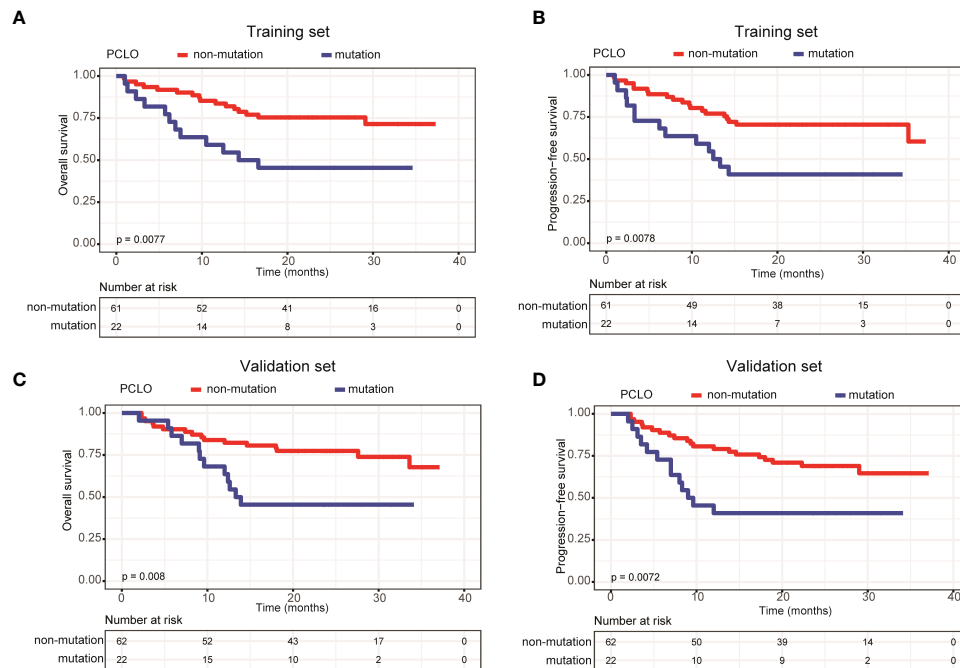 A
Training set
PCLO non-mutation mutation
Overall survival
1.00
0.75
0.50
0.25
0.00
p = 0.0077
0 10 20 30 40
Time (months)
Number at risk
non-mutation 61 52 41 16 0
mutation 22 14 8 3 0
B
Training set
PCLO non-mutation mutation
Progression-free survival
1.00
0.75
0.50
0.25
0.00
p = 0.0078
0 10 20 30 40
Time (months)
Number at risk
non-mutation 61 49 38 15 0
mutation 22 14 7 3 0
C
Validation set
PCLO non-mutation mutation
Overall survival
1.00
0.75
0.50
0.25
0.00
p = 0.008
0 10 20 30 40
Time (months)
Number at risk
non-mutation 62 52 43 17 0
mutation 22 15 10 2 0
D
Validation set
PCLO non-mutation mutation
Progression-free survival
1.00
0.75
0.50
0.25
0.00
p = 0.0072
0 10 20 30 40
Time (months)
Number at risk
non-mutation 62 50 39 14 0
mutation 22 10 9 2 0